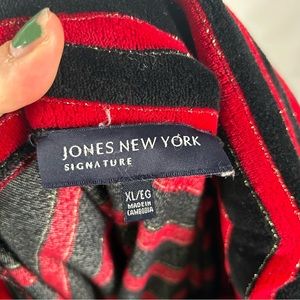 JONES NEW YORK
SIGNATURE
XL/EG
MADE IN
CAMBODIA